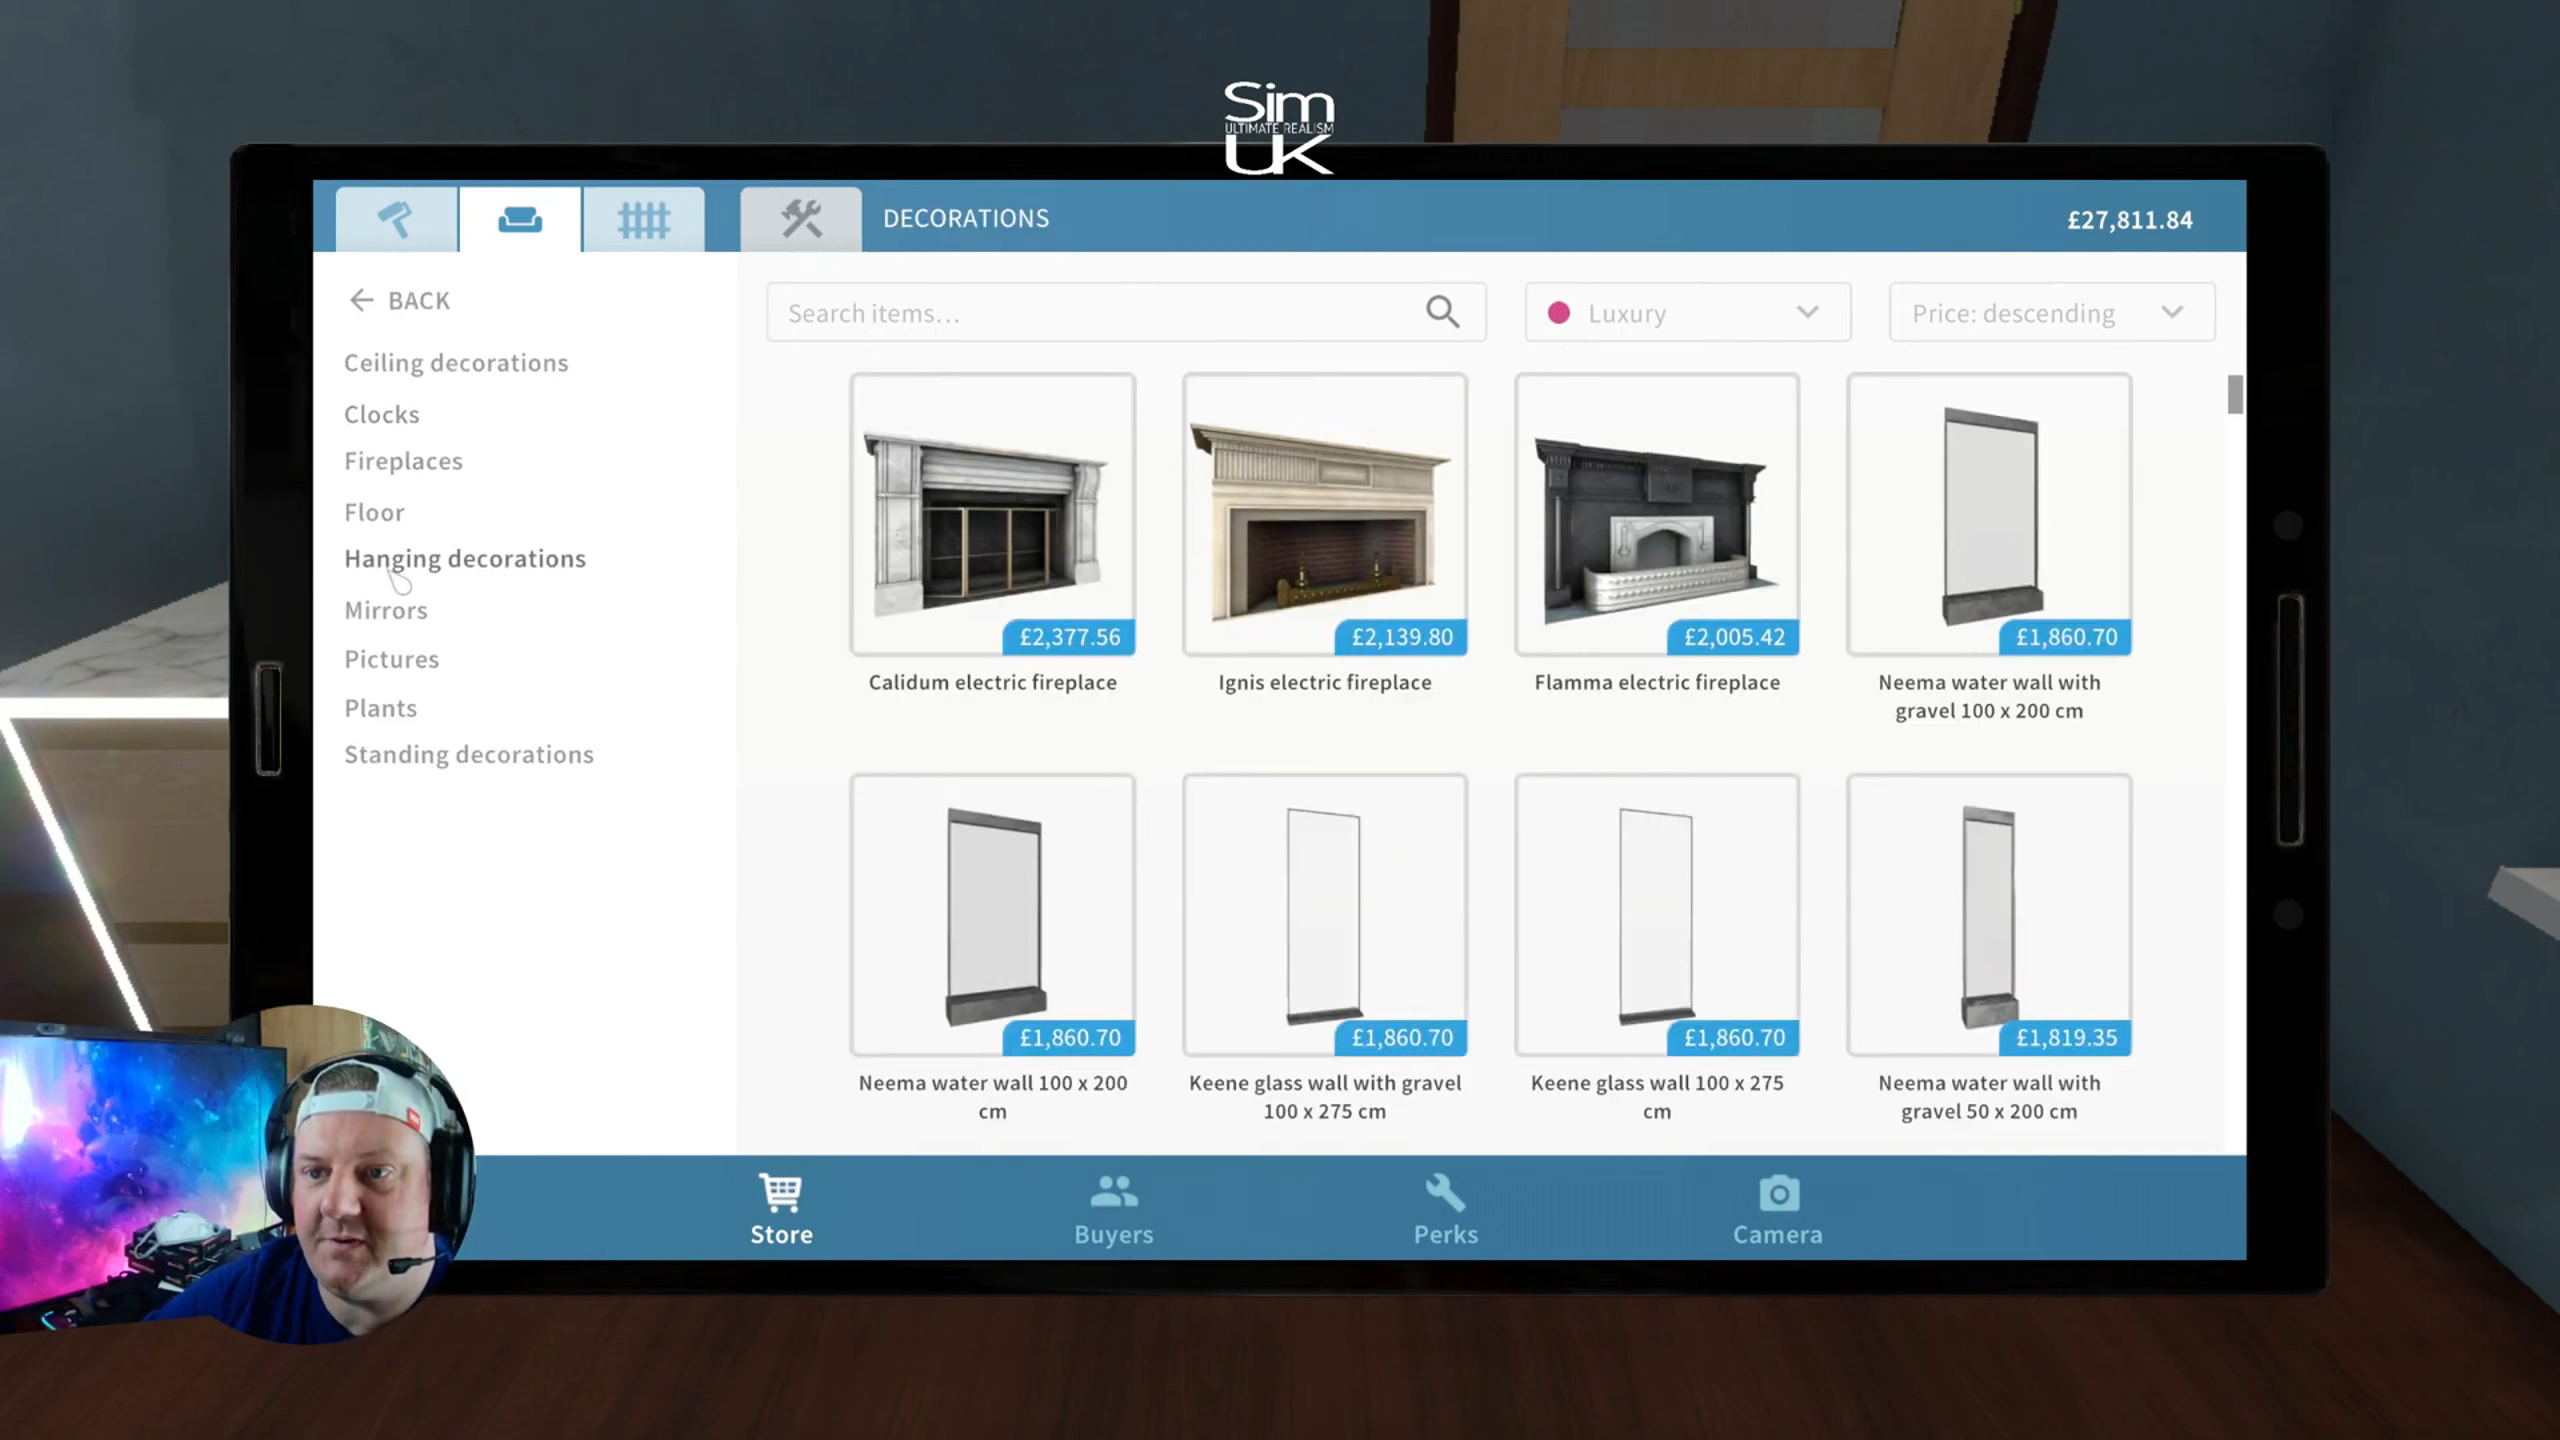 Sim
ULTIMATE REALISM
UK
DECORATIONS
£27,811.84
BACK
Search items...
Luxury
Price: descending
Ceiling decorations
Clocks
Fireplaces
Floor
Hanging decorations
Mirrors
Pictures
Plants
Standing decorations
£2,377.56
£2,139.80
£2,005.42
£1,860.70
Calidum electric fireplace
Ignis electric fireplace
Flamma electric fireplace
Neema water wall with
gravel 100 x 200 cm
£1,860.70
£1,860.70
£1,860.70
£1,819.35
Neema water wall 100 x 200
cm
Keene glass wall with gravel
100 x 275 cm
Keene glass wall 100 x 275
cm
Neema water wall with
gravel 50 x 200 cm
Store
Buyers
Perks
Camera